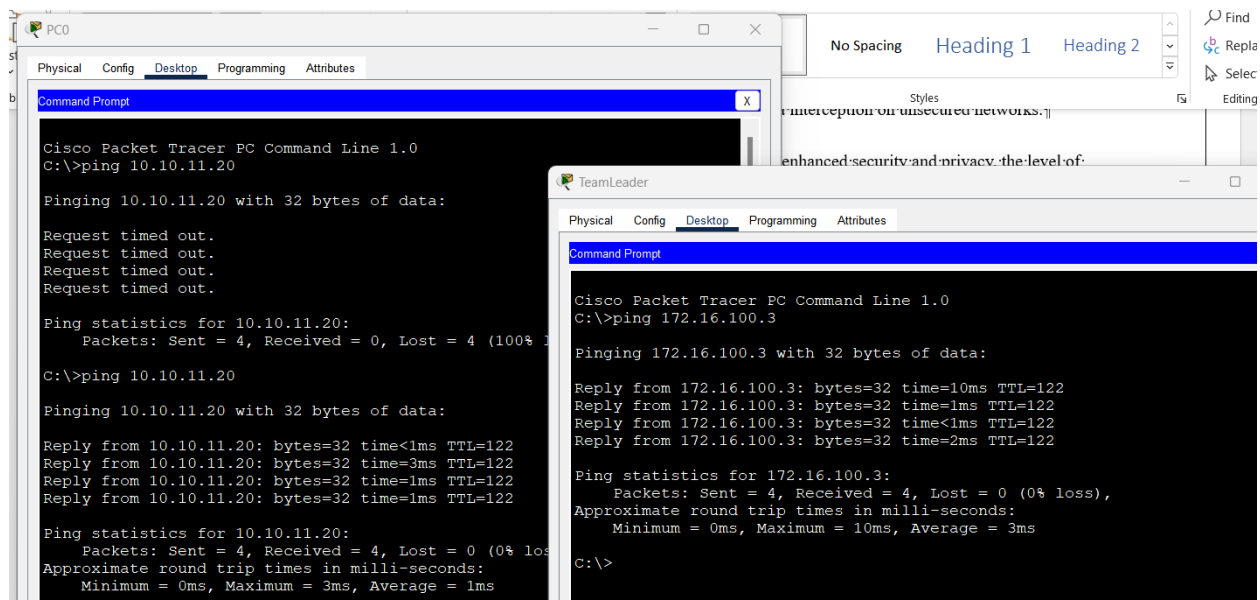 PC0
Physical Config Desktop Programming Attributes
Command Prompt
X
Cisco Packet Tracer PC Command Line 1.0
C:\>ping 10.10.11.20
Pinging 10.10.11.20 with 32 bytes of data:
Request timed out.
Request timed out.
Request timed out.
Request timed out.
Ping statistics for 10.10.11.20:
Packets: Sent = 4, Received = 0, Lost = 4 (100%
C:\>ping 10.10.11.20
Pinging 10.10.11.20 with 32 bytes of data:
Reply from 10.10.11.20: bytes=32 time<1ms TTL=122
Reply from 10.10.11.20: bytes=32 time=3ms TTL=122
Reply from 10.10.11.20: bytes=32 time=1ms TTL=122
Reply from 10.10.11.20: bytes=32 time=1ms TTL=122
Ping statistics for 10.10.11.20:
Packets: Sent = 4, Received = 4, Lost = 0 (0% los
Approximate round trip times in milli-seconds:
Minimum = 0ms, Maximum = 3ms, Average = 1ms
No Spacing Heading 1 Heading 2
Styles
Find
Repla
Selec
Editing
interception on unsecured networks.¶
enhanced·security·and·privacy,·the·level·of·
TeamLeader
Physical Config Desktop Programming Attributes
Command Prompt
Cisco Packet Tracer PC Command Line 1.0
C:\>ping 172.16.100.3
Pinging 172.16.100.3 with 32 bytes of data:
Reply from 172.16.100.3: bytes=32 time=10ms TTL=122
Reply from 172.16.100.3: bytes=32 time=1ms TTL=122
Reply from 172.16.100.3: bytes=32 time<1ms TTL=122
Reply from 172.16.100.3: bytes=32 time=2ms TTL=122
Ping statistics for 172.16.100.3:
Packets: Sent = 4, Received = 4, Lost = 0 (0% loss),
Approximate round trip times in milli-seconds:
Minimum = 0ms, Maximum = 10ms, Average = 3ms
C:\>